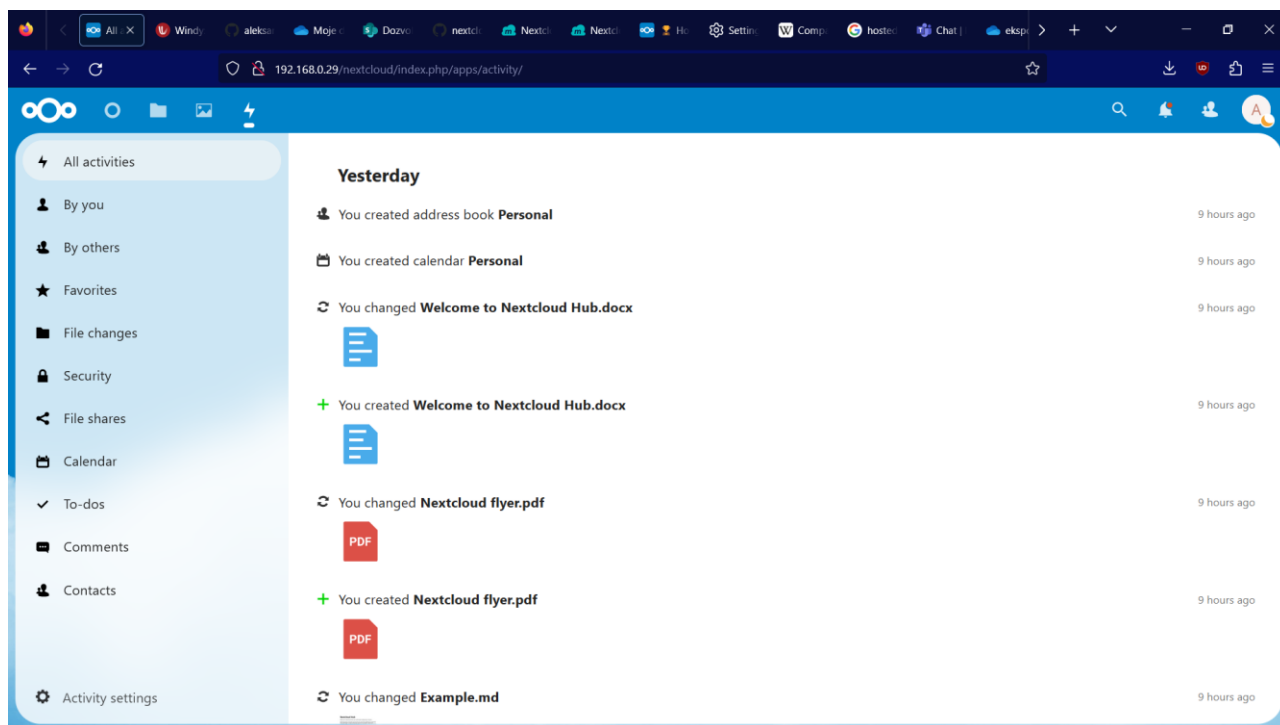 All
Windy
aleksa
Moje
Dozvo
nextclo
Nextcl
Nextcl
Ho
Setting
W Comp
G hosted
Chat |
eksp
192.168.0.29/nextcloud/index.php/apps/activity/
A
All activities
By you
By others
Favorites
File changes
Security
File shares
Calendar
To-dos
Comments
Contacts
Activity settings
Yesterday
You created address book Personal 9 hours ago
You created calendar Personal 9 hours ago
You changed Welcome to Nextcloud Hub.docx 9 hours ago
You created Welcome to Nextcloud Hub.docx 9 hours ago
You changed Nextcloud flyer.pdf 9 hours ago
PDF
You created Nextcloud flyer.pdf 9 hours ago
PDF
You changed Example.md 9 hours ago